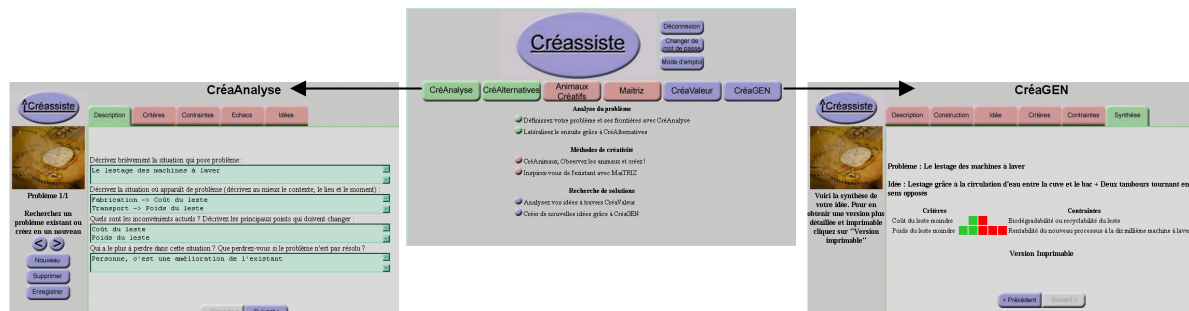 CréaAnalyse
Créassiste
Description Critères Contraintes Echecs Idées
Décrivez brièvement la situation qui pose problème :
Le lestage des machines à laver
Décrivez la situation où apparaît de problème (décrivez au mieux le contexte, le lieu et le moment) :
Fabrication -> Coût du leste
Transport -> Poids du leste
Quels sont les inconvénients actuels ? Décrivez les principaux points qui doivent changer :
Coût du leste
Poids du leste
Qui a le plus à perdre dans cette situation ? Que perdrez-vous si le problème n'est pas résolu ?
Personne, c'est une amélioration de l'existant
Problème 1/1
Recherchez un
problème existant ou
créez en un nouveau
Nouveau
Supprimer
Enregistrer
Créassiste
Déconnexion
Changer de
mot de passe
Mode d'emploi
CréAnalyse CréAlternatives Animaux Créatifs Maitriz CréaValeur CréaGEN
Analyse du problème
Définissez votre problème et ses frontières avec CréAnalyse
Latéralisez le ensuite grâce à CréAlternatives
Méthodes de créativité
CréAnimaux, Observez les animaux et créez !
Inspirez-vous de l'existant avec MaiTRIZ
Recherche de solutions
Analysez vos idées à travers CréaValeur
Créer de nouvelles idées grâce à CréaGEN
CréaGEN
Créassiste
Description Construction Idée Critères Contraintes Synthèse
Problème : Le lestage des machines à laver
Idée : Lestage grâce à la circulation d'eau entre la cuve et le bac + Deux tambours tournant en
sens opposés
Critères Contraintes
Coût du leste moindre Biodégradabilité ou recyclabilité du leste
Poids du leste moindre Rentabilité du nouveau processus à la dix millième machine à laver
Version Imprimable
Voici la synthèse de
votre idée. Pour en
obtenir une version plus
détaillée et imprimable
cliquez sur "Version
imprimable"
< Précédent Suivant >